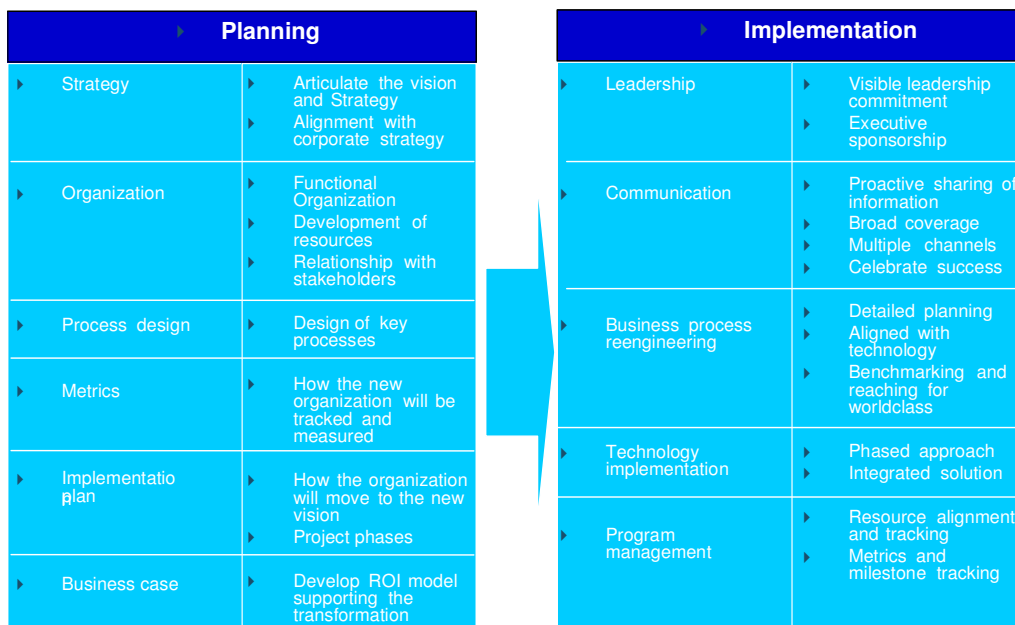 Planning
Strategy
Articulate the vision
and Strategy
Alignment with
corporate strategy
Organization
Functional
Organization
Development of
resources
Relationship with
stakeholders
Process design
Design of key
processes
Metrics
How the new
organization will be
tracked and
measured
Implementatio
n
plan
How the organization
will move to the new
vision
Project phases
Business case
Develop ROI model
supporting the
transformation
Implementation
Leadership
Visible leadership
commitment
Executive
sponsorship
Communication
Proactive sharing of
information
Broad coverage
Multiple channels
Celebrate success
Business process
reengineering
Detailed planning
Aligned with
technology
Benchmarking and
reaching for
worldclass
Technology
implementation
Phased approach
Integrated solution
Program
management
Resource alignment
and tracking
Metrics and
milestone tracking